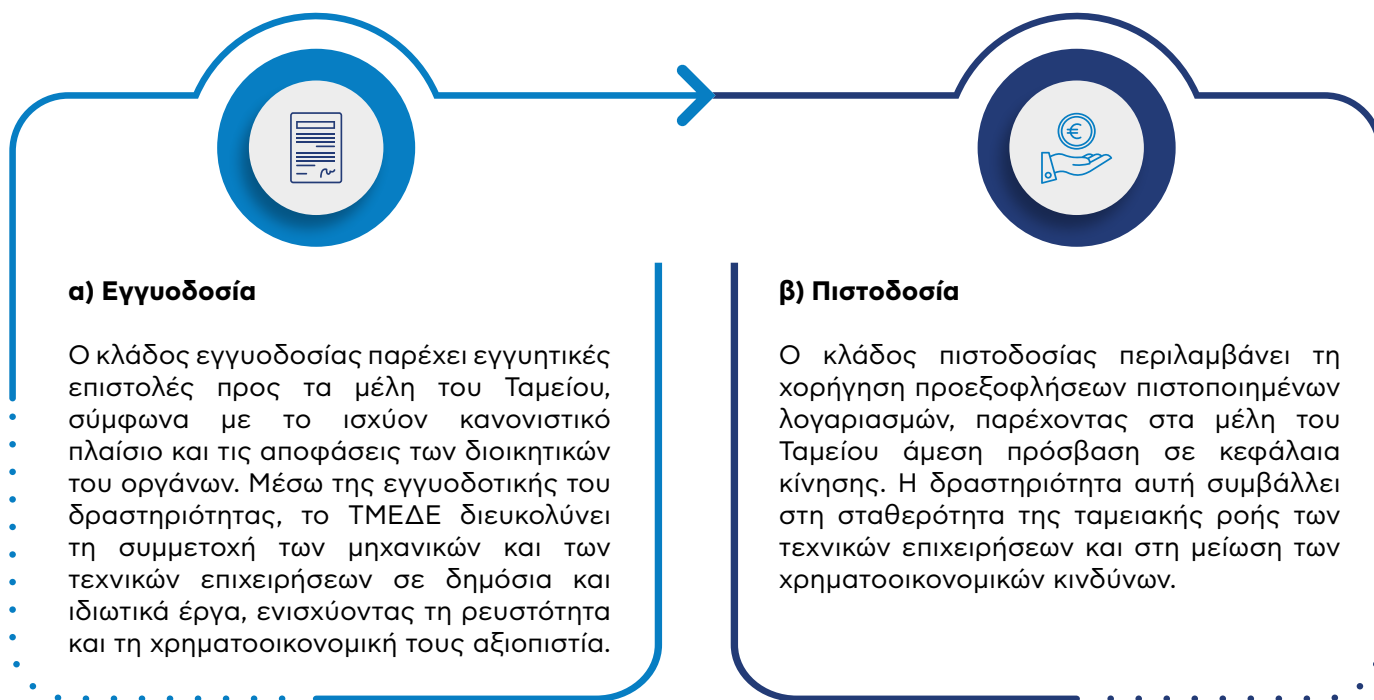 α) Εγγυοδοσία
Ο κλάδος εγγυοδοσίας παρέχει εγγυητικές
επιστολές προς τα μέλη του Ταμείου,
σύμφωνα με το ισχύον κανονιστικό
πλαίσιο και τις αποφάσεις των διοικητικών
του οργάνων. Μέσω της εγγυοδοτικής του
δραστηριότητας, το ΤΜΕΔΕ διευκολύνει
τη συμμετοχή των μηχανικών και των
τεχνικών επιχειρήσεων σε δημόσια και
ιδιωτικά έργα, ενισχύοντας τη ρευστότητα
και τη χρηματοοικονομική τους αξιοπιστία.
β) Πιστοδοσία
Ο κλάδος πιστοδοσίας περιλαμβάνει τη
χορήγηση προεξοφλήσεων πιστοποιημένων
λογαριασμών, παρέχοντας στα μέλη του
Ταμείου άμεση πρόσβαση σε κεφάλαια
κίνησης. Η δραστηριότητα αυτή συμβάλλει
στη σταθερότητα της ταμειακής ροής των
τεχνικών επιχειρήσεων και στη μείωση των
χρηματοοικονομικών κινδύνων.